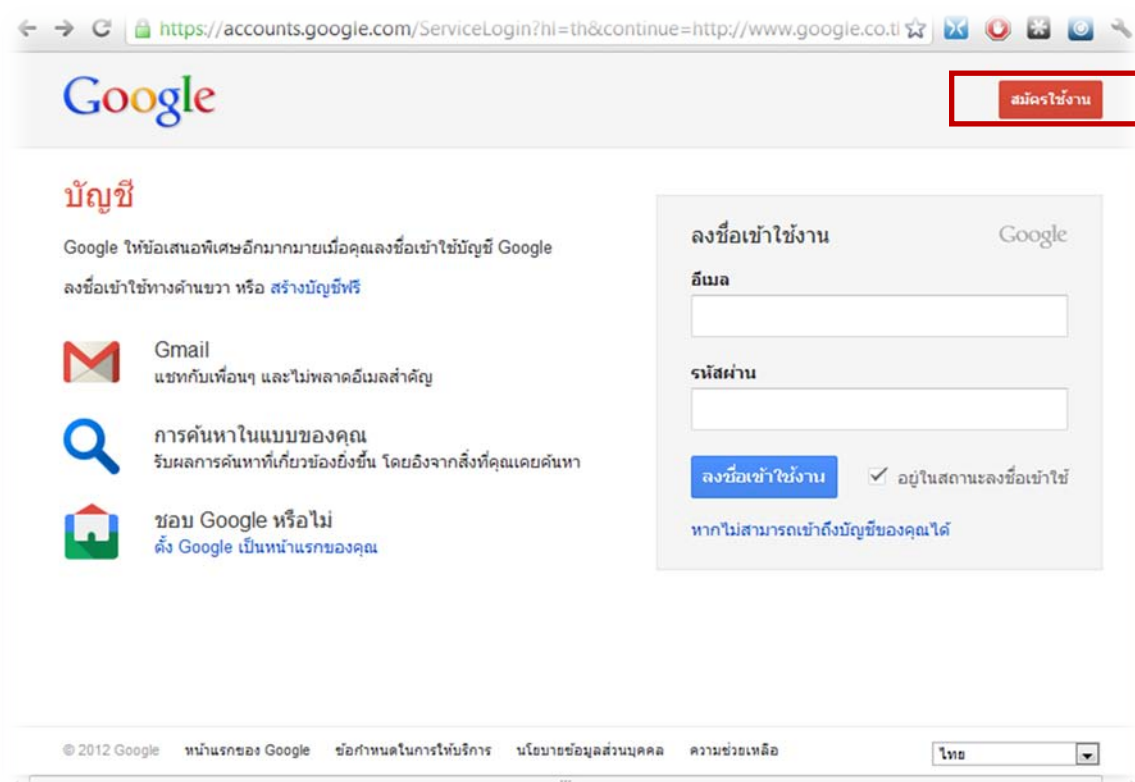 https://accounts.google.com/ServiceLogin?hl=th&continue=http://www.google.co.tl
Google
สมัครใช้งาน
บัญชี
Google ให้ข้อเสนอพิเศษอีกมากมายเมื่อคุณลงชื่อเข้าใช้บัญชี Google
ลงชื่อเข้าใช้ทางด้านขวา หรือ สร้างบัญชีฟรี
Gmail
แชทกับเพื่อนๆ และไม่พลาดอีเมลสำคัญ
การค้นหาในแบบของคุณ
รับผลการค้นหาที่เกี่ยวข้องยิ่งขึ้น โดยอิงจากสิ่งที่คุณเคยค้นหา
ชอบ Google หรือไม่
ตั้ง Google เป็นหน้าแรกของคุณ
ลงชื่อเข้าใช้งาน Google
อีเมล
รหัสผ่าน
ลงชื่อเข้าใช้งาน อยู่ในสถานะลงชื่อเข้าใช้
หากไม่สามารถเข้าถึงบัญชีของคุณได้
© 2012 Google หน้าแรกของ Google ข้อกำหนดในการให้บริการ นโยบายข้อมูลส่วนบุคคล ความช่วยเหลือ ไทย